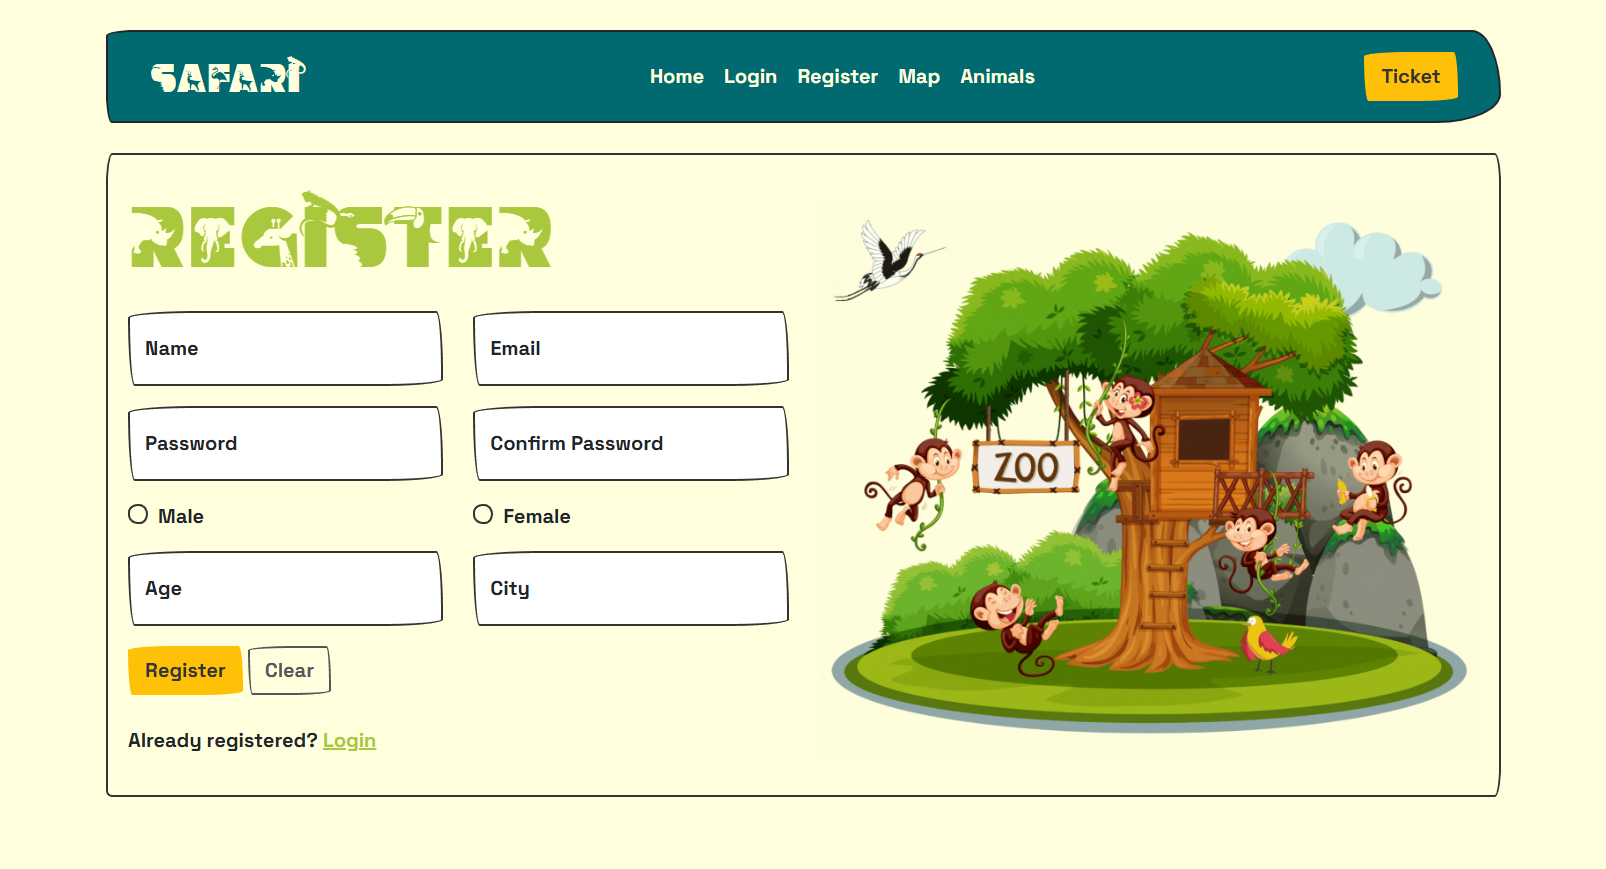 SAFARI
Home Login Register Map Animals
Ticket
REGISTER
Name
Email
Password
Confirm Password
Male
Female
Age
City
Register
Clear
Already registered? Login
ZOO